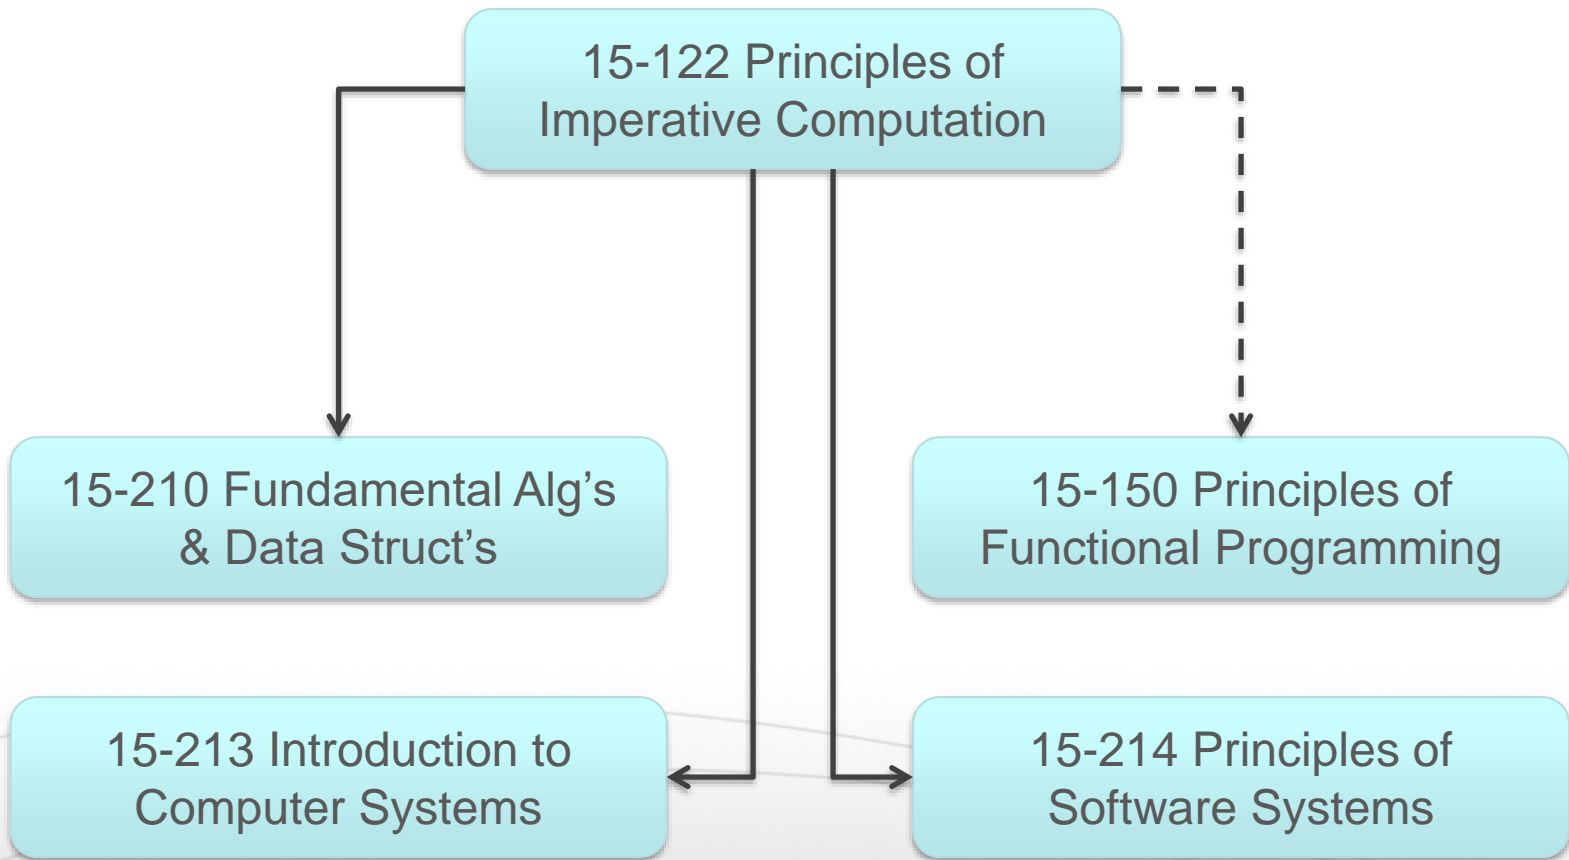 15-122 Principles of
Imperative Computation
15-210 Fundamental Alg’s
& Data Struct’s
15-150 Principles of
Functional Programming
15-213 Introduction to
Computer Systems
15-214 Principles of
Software Systems